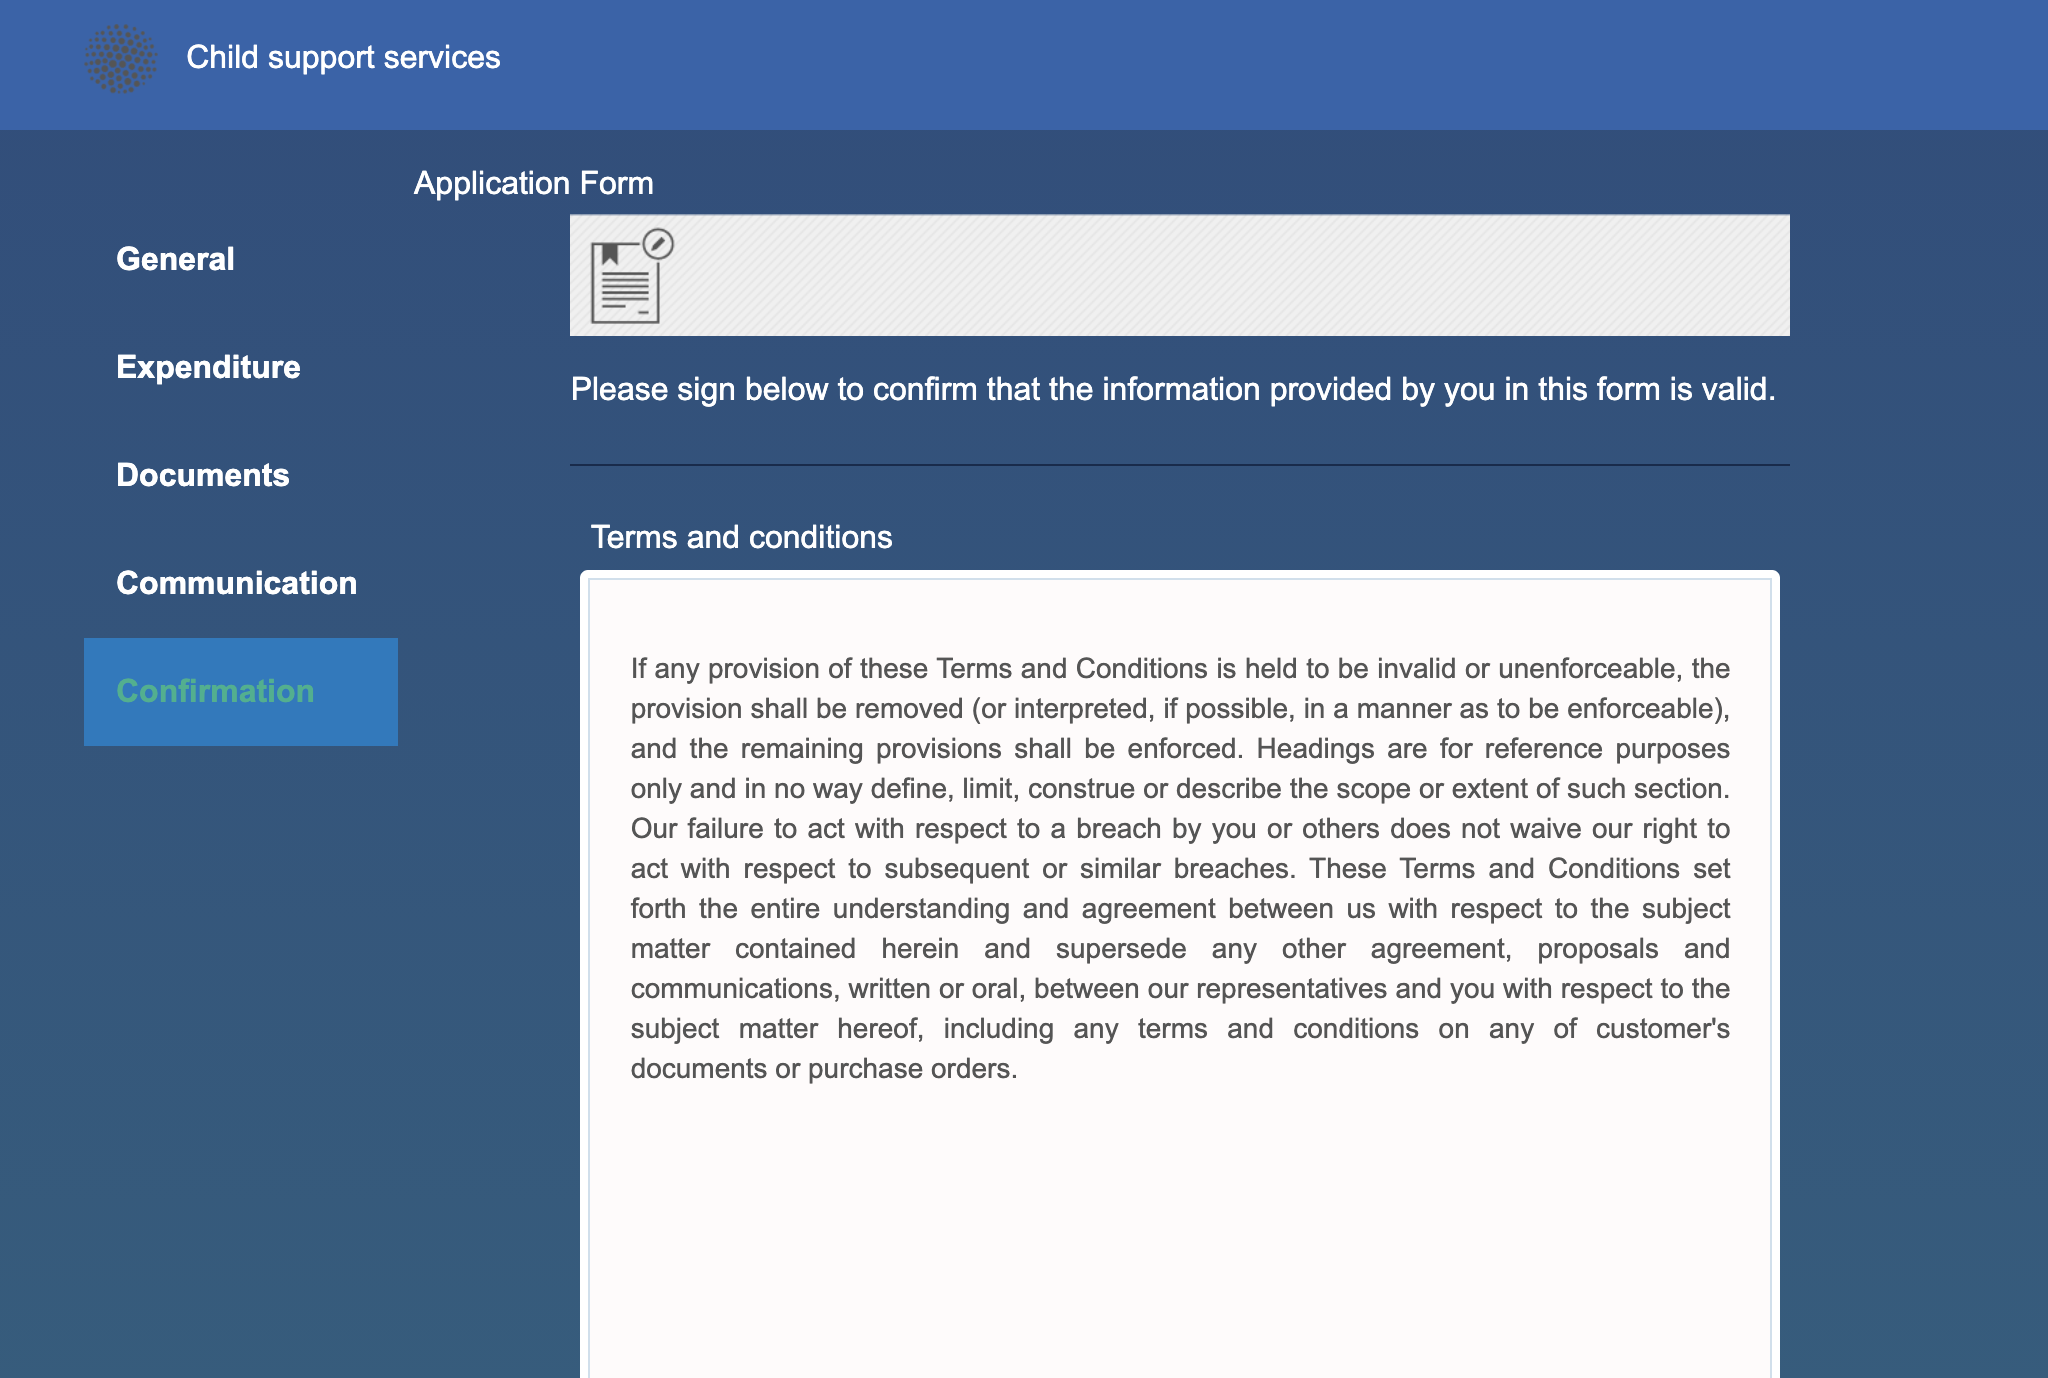 Child support services
Application Form
General
Expenditure
Documents
Communication
Confirmation
Please sign below to confirm that the information provided by you in this form is valid.
Terms and conditions
If any provision of these Terms and Conditions is held to be invalid or unenforceable, the
provision shall be removed (or interpreted, if possible, in a manner as to be enforceable),
and the remaining provisions shall be enforced. Headings are for reference purposes
only and in no way define, limit, construe or describe the scope or extent of such section.
Our failure to act with respect to a breach by you or others does not waive our right to
act with respect to subsequent or similar breaches. These Terms and Conditions set
forth the entire understanding and agreement between us with respect to the subject
matter contained herein and supersede any other agreement, proposals and
communications, written or oral, between our representatives and you with respect to the
subject matter hereof, including any terms and conditions on any of customer's
documents or purchase orders.